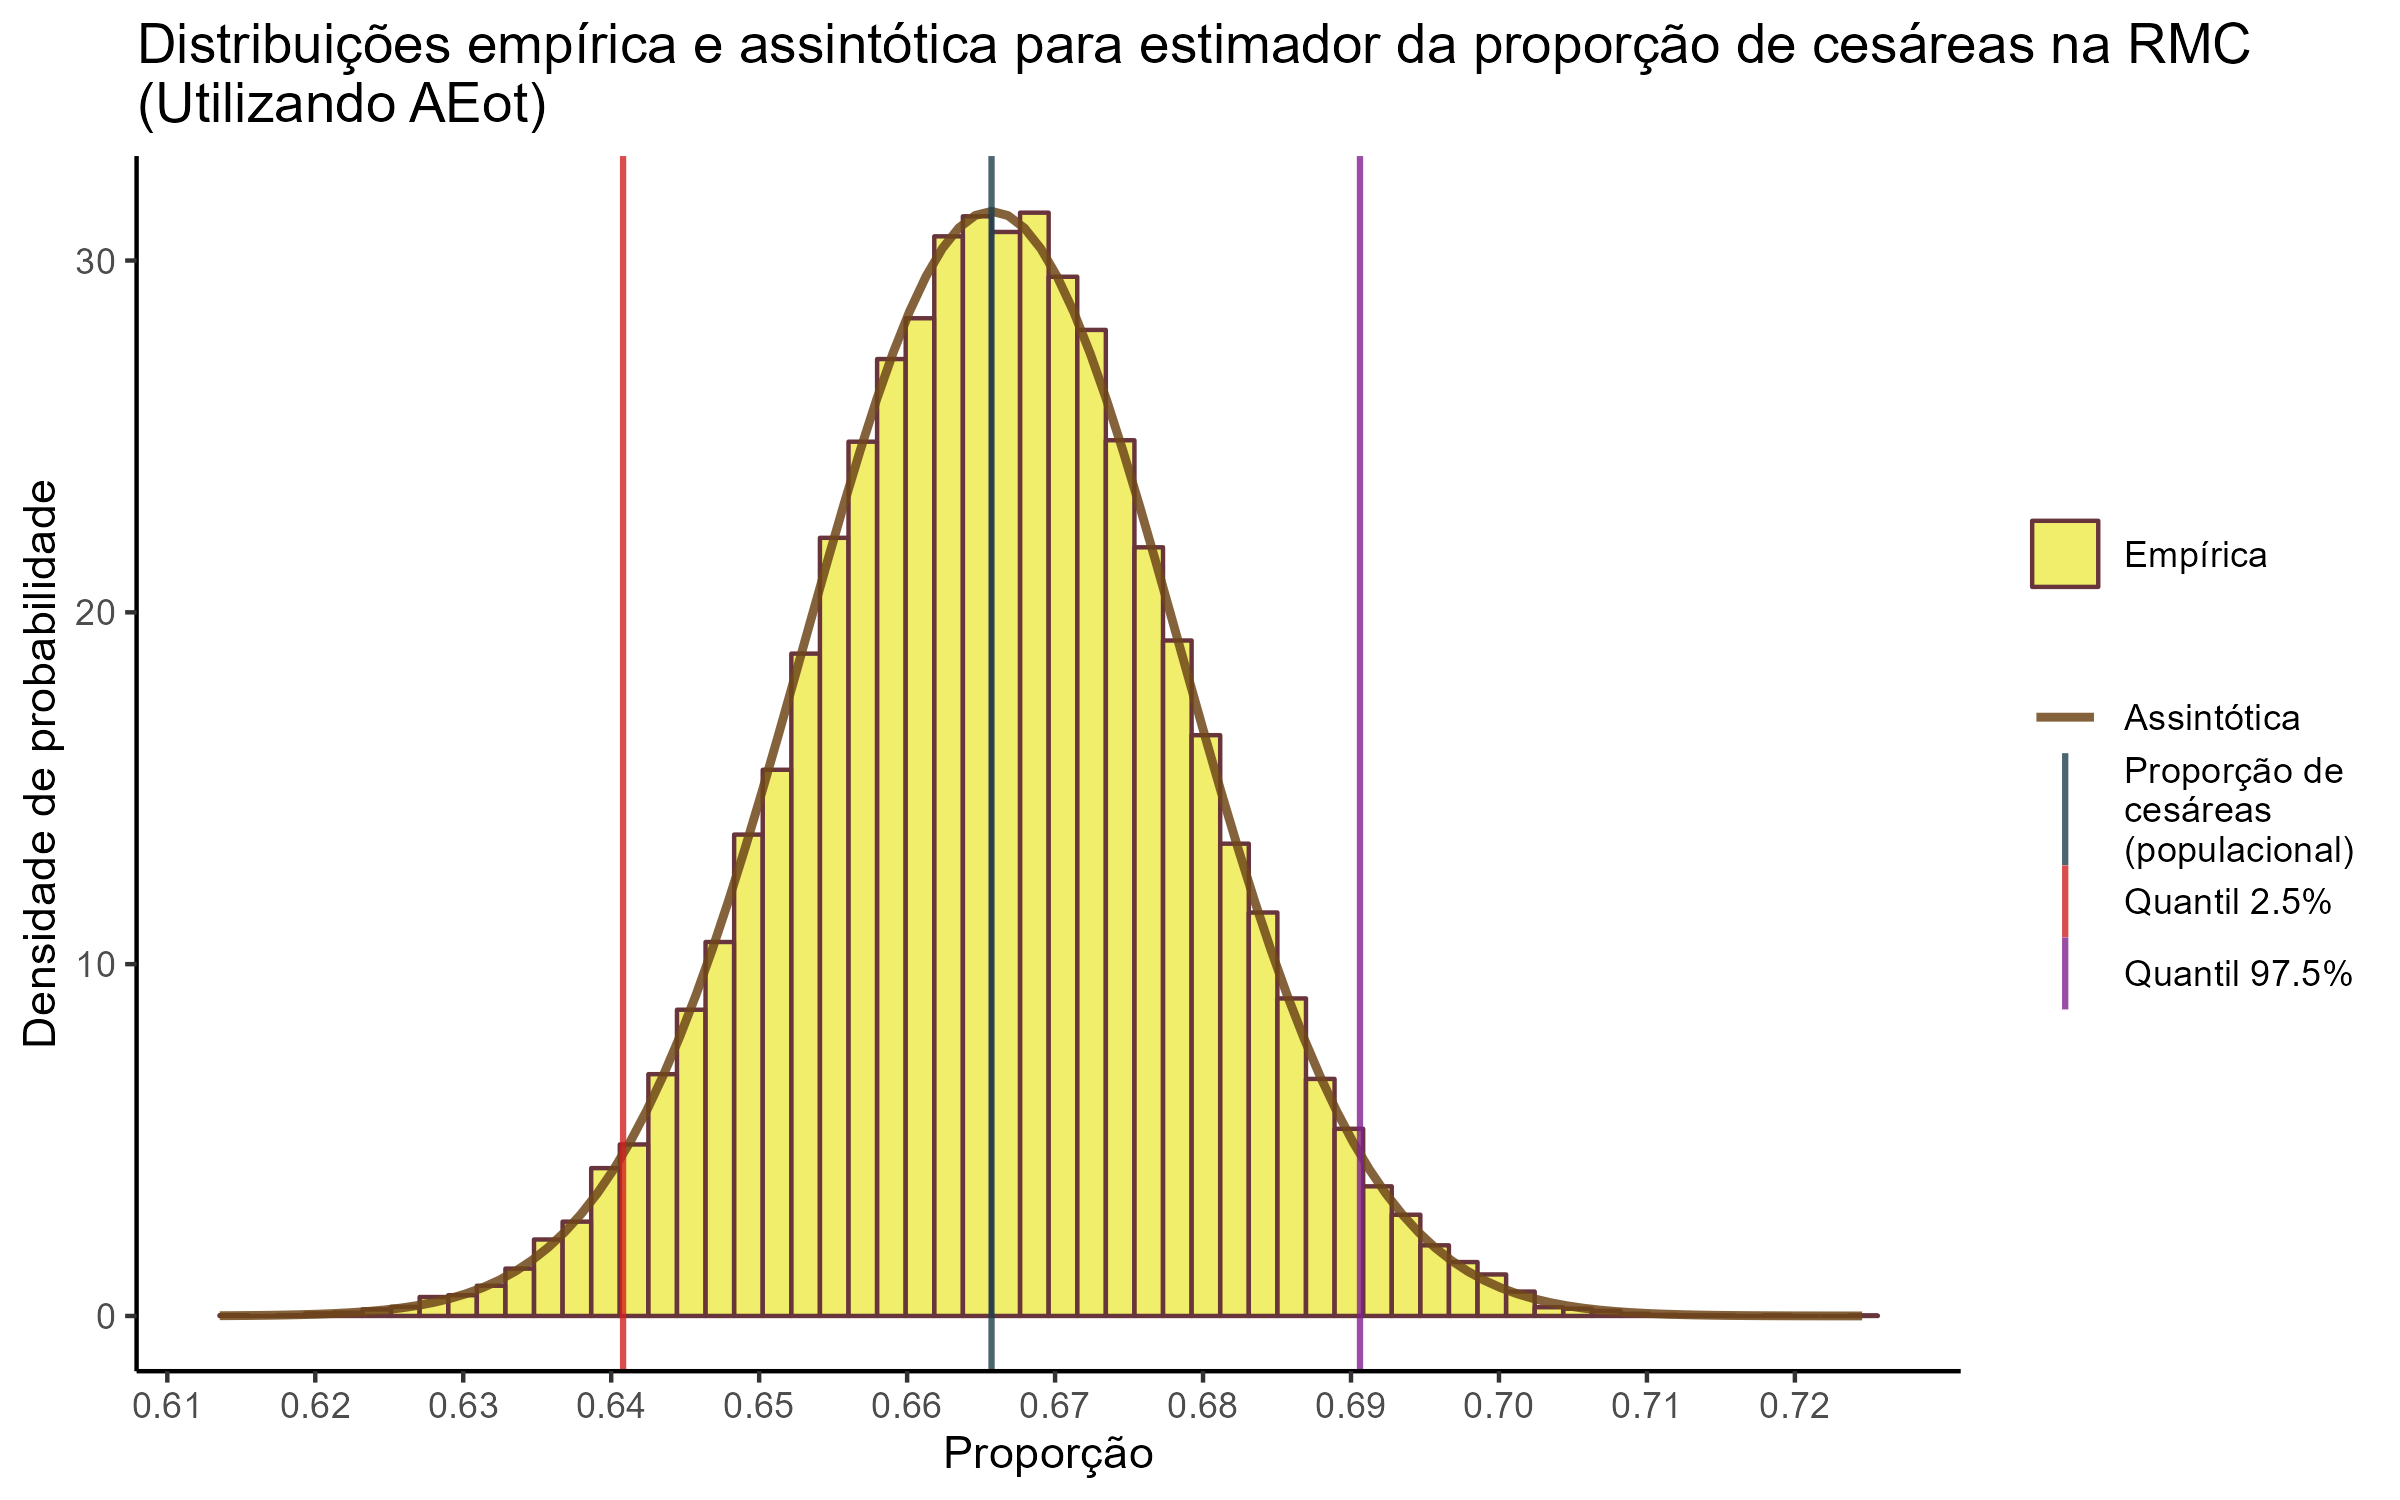 Distribuições empírica e assintótica para estimador da proporção de cesáreas na RMC
(Utilizando AEot)
Densidade de probabilidade
30
20
10
0
0.61 0.62 0.63 0.64 0.65 0.66 0.67 0.68 0.69 0.70 0.71 0.72
Proporção
Empírica
Assintótica
Proporção de
cesáreas
(populacional)
Quantil 2.5%
Quantil 97.5%